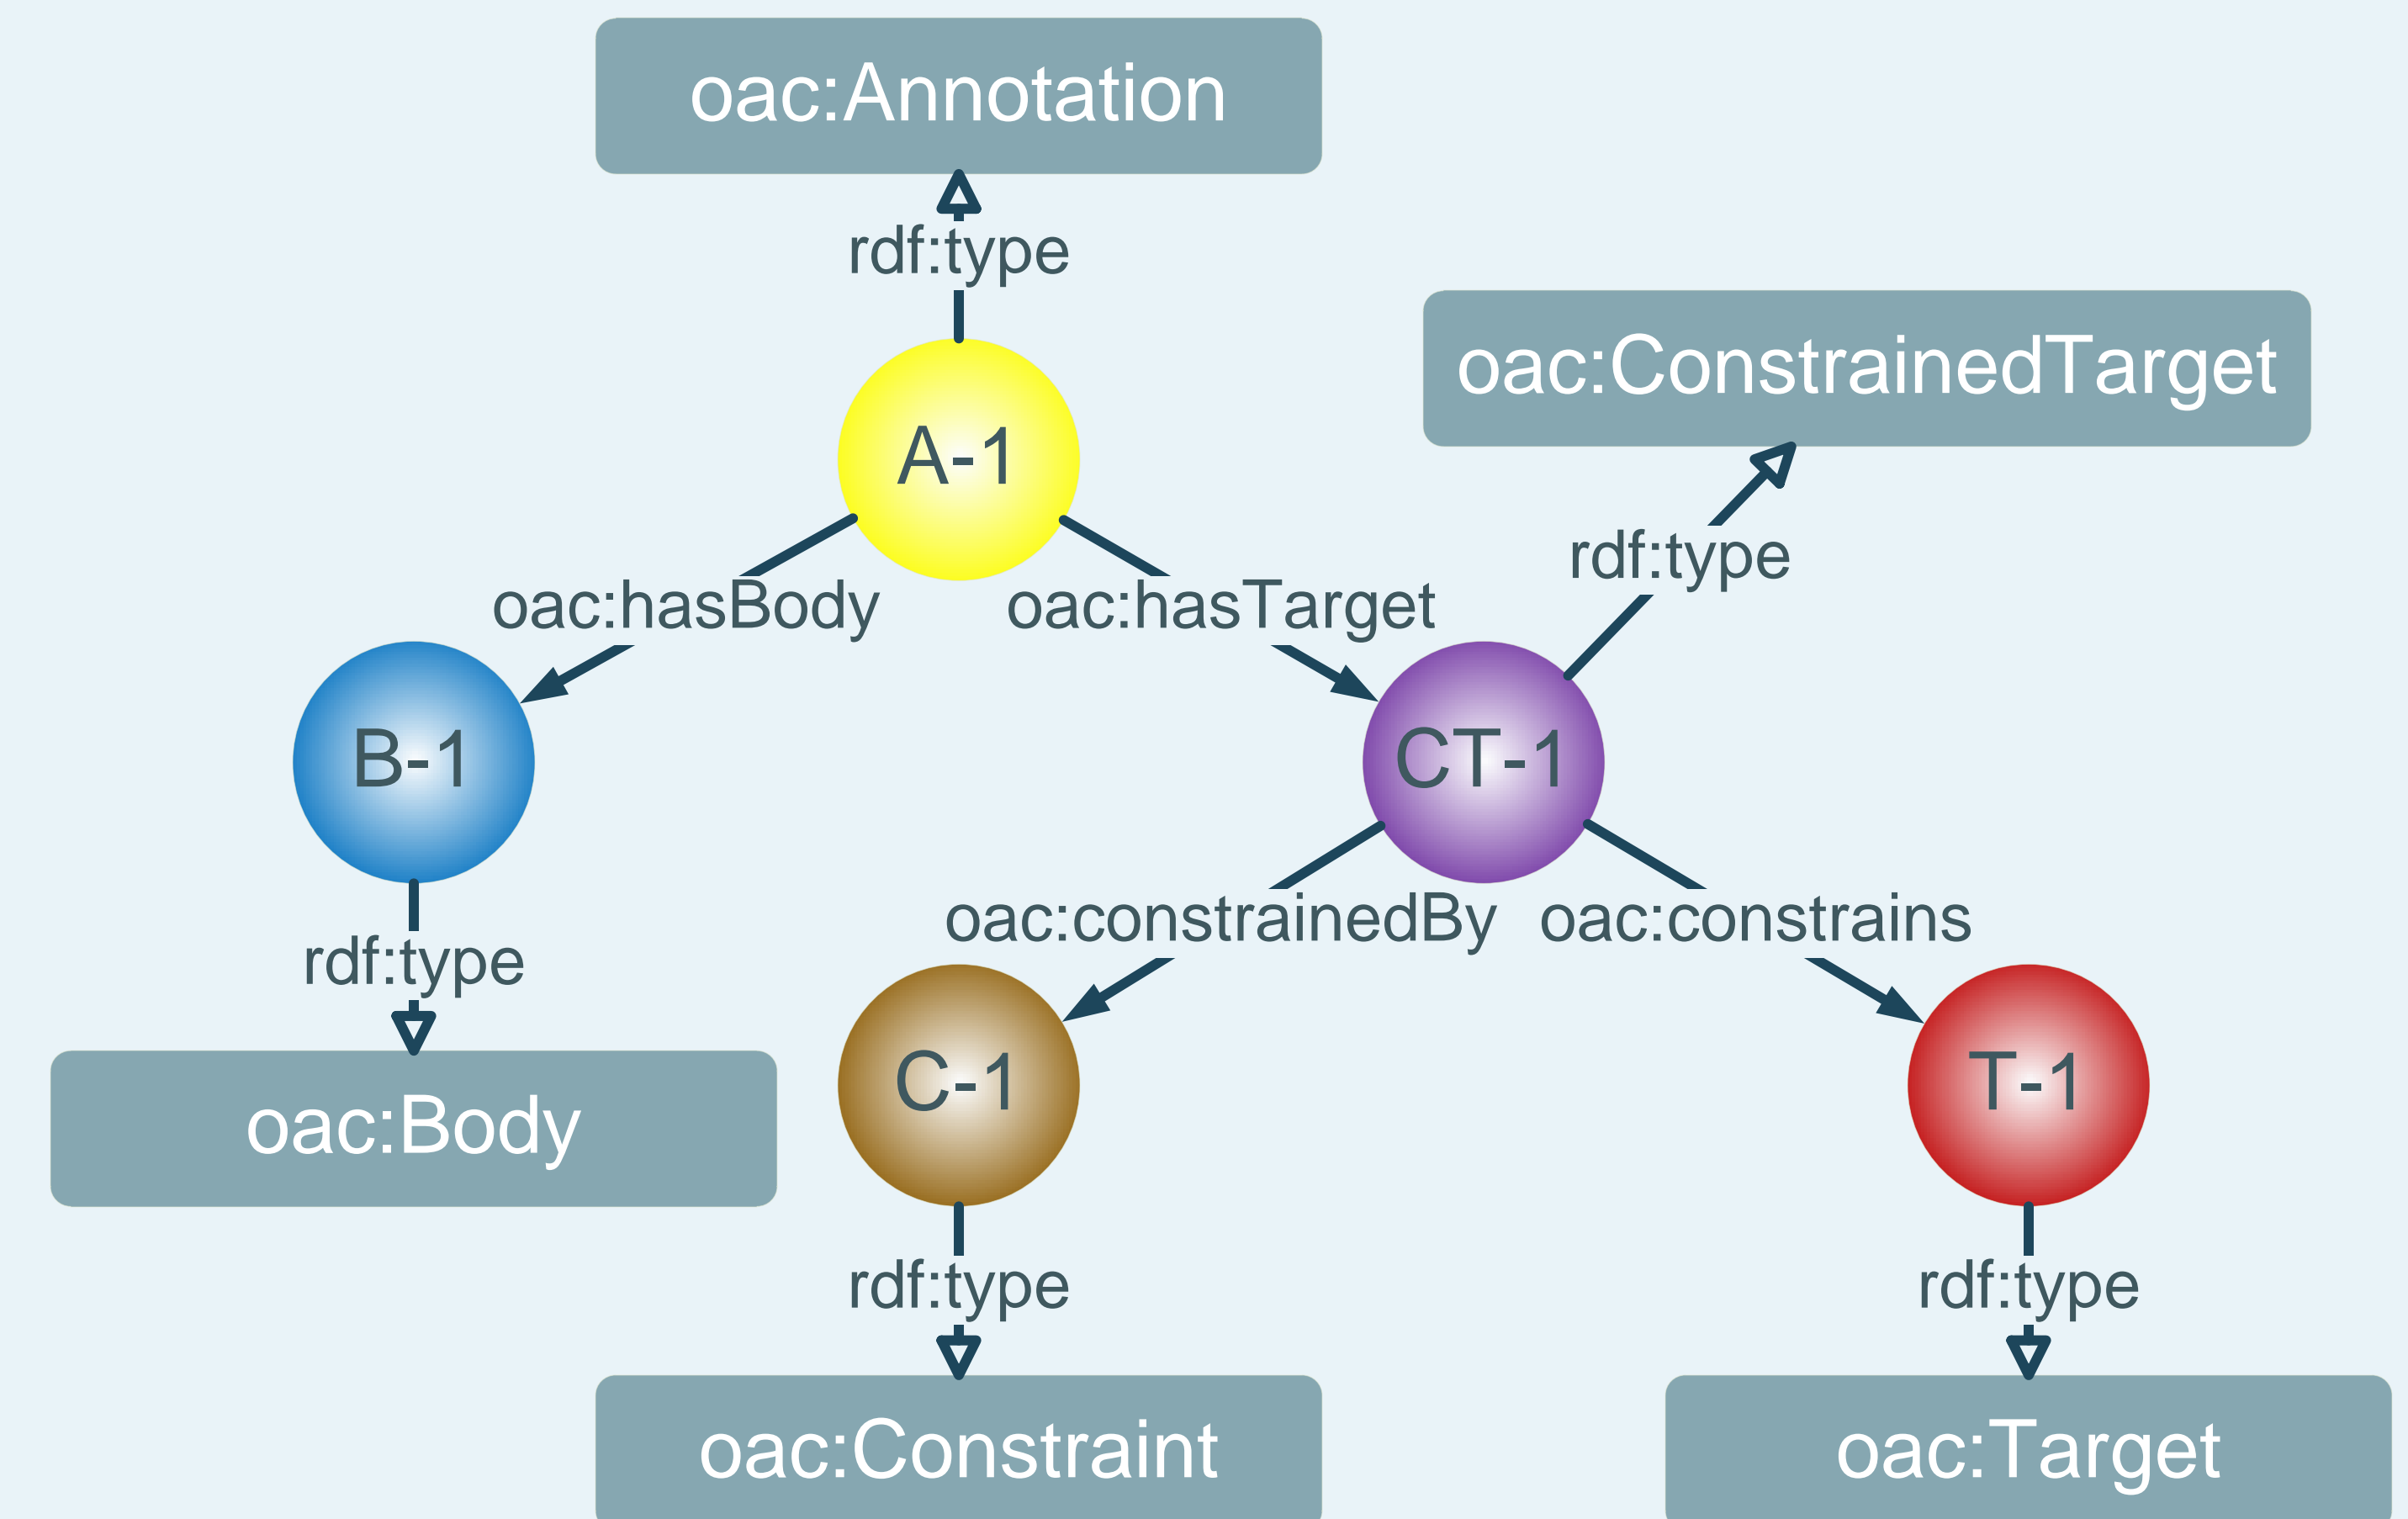 oac:Annotation
rdf:type
oac:ConstrainedTarget
A-1
rdf:type
oac:hasBody
oac:hasTarget
B-1
CT-1
oac:constrainedBy
oac:constrains
rdf:type
C-1
T-1
oac:Body
rdf:type
rdf:type
oac:Constraint
oac:Target